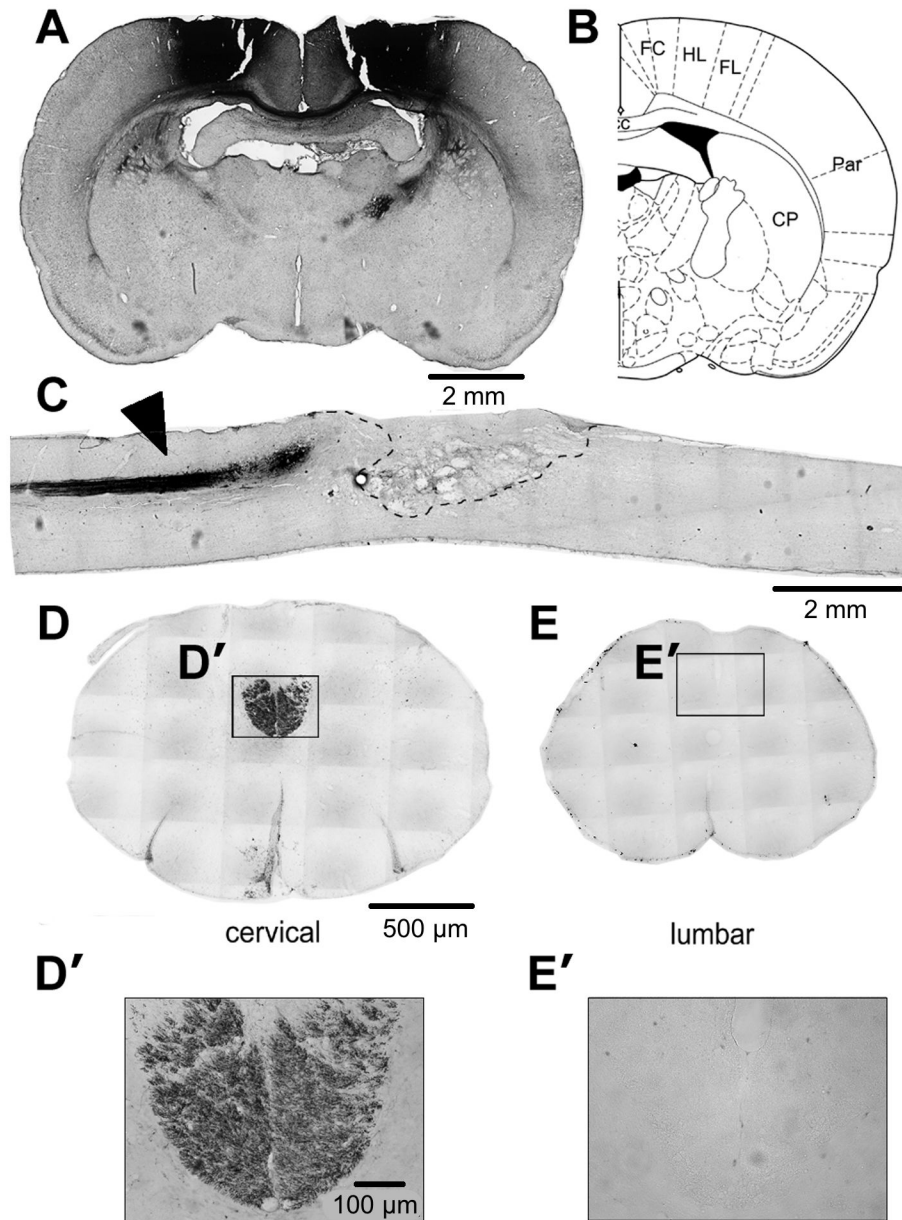 A
B
FC
HL
FL
CC
Par
CP
2 mm
C
2 mm
D
D′
E
E′
500 µm
cervical
lumbar
D′
E′
100 µm